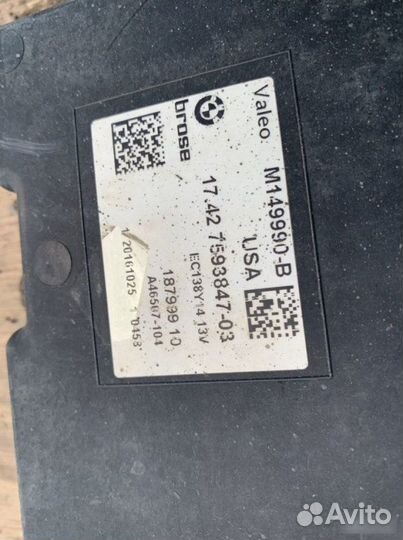 Valeo: M149990-B
USA
brose
17.42 7593847-03
EC138Y14 13V
187999 10
A46507-104
20161025 1 0453
Avito